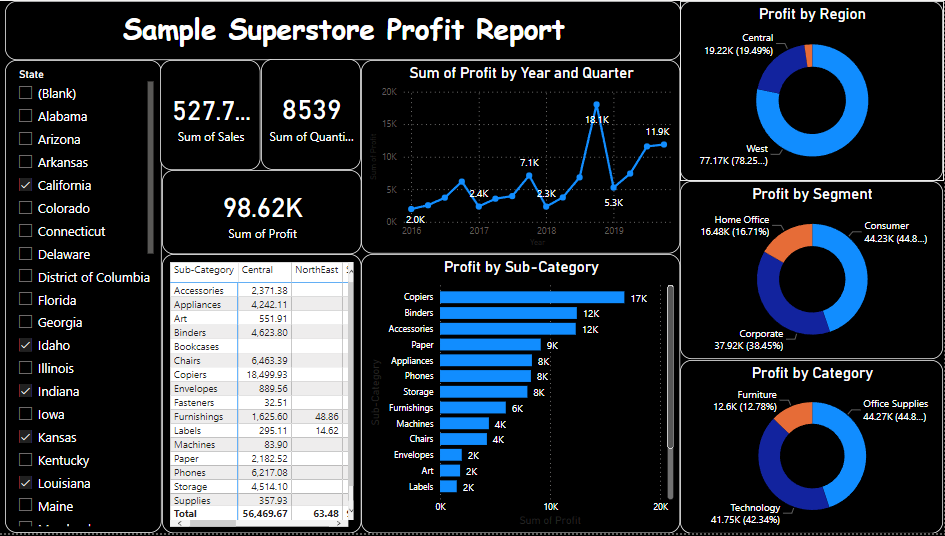 Sample Superstore Profit Report
State
(Blank)
Alabama
Arizona
Arkansas
California
Colorado
Connecticut
Delaware
District of Columbia
Florida
Georgia
Idaho
Illinois
Indiana
Iowa
Kansas
Kentucky
Louisiana
Maine
527.7...
Sum of Sales
8539
Sum of Quanti...
98.62K
Sum of Profit
Sub-Category Central NorthEast
Accessories 2,371.38
Appliances 4,242.11
Art 551.91
Binders 4,623.80
Bookcases
Chairs 6,463.39
Copiers 18,499.93
Envelopes 889.56
Fasteners 32.51
Furnishings 1,625.60 48.86
Labels 295.11 14.62
Machines 83.90
Paper 2,182.52
Phones 6,217.08
Storage 4,514.10
Supplies 357.93
Total 56,469.67 63.48
Sum of Profit by Year and Quarter
20K
15K
10K
5K
0K
Sum of Profit
2.0K
2.4K
7.1K
2.3K
18.1K
5.3K
11.9K
2016 2017 2018 2019
Year
Profit by Sub-Category
Sub-Category
Copiers 17K
Binders 12K
Accessories 12K
Paper 9K
Appliances 8K
Phones 8K
Storage 8K
Furnishings 6K
Machines 4K
Chairs 4K
Envelopes 2K
Art 2K
Labels 2K
0K 10K 20K
Sum of Profit
Profit by Region
Central
19.22K (19.49%)
West
77.17K (78.25...)
Profit by Segment
Home Office
16.48K (16.71%)
Consumer
44.23K (44.8...)
Corporate
37.92K (38.45%)
Profit by Category
Furniture
12.6K (12.78%)
Office Supplies
44.27K (44.8...)
Technology
41.75K (42.34%)